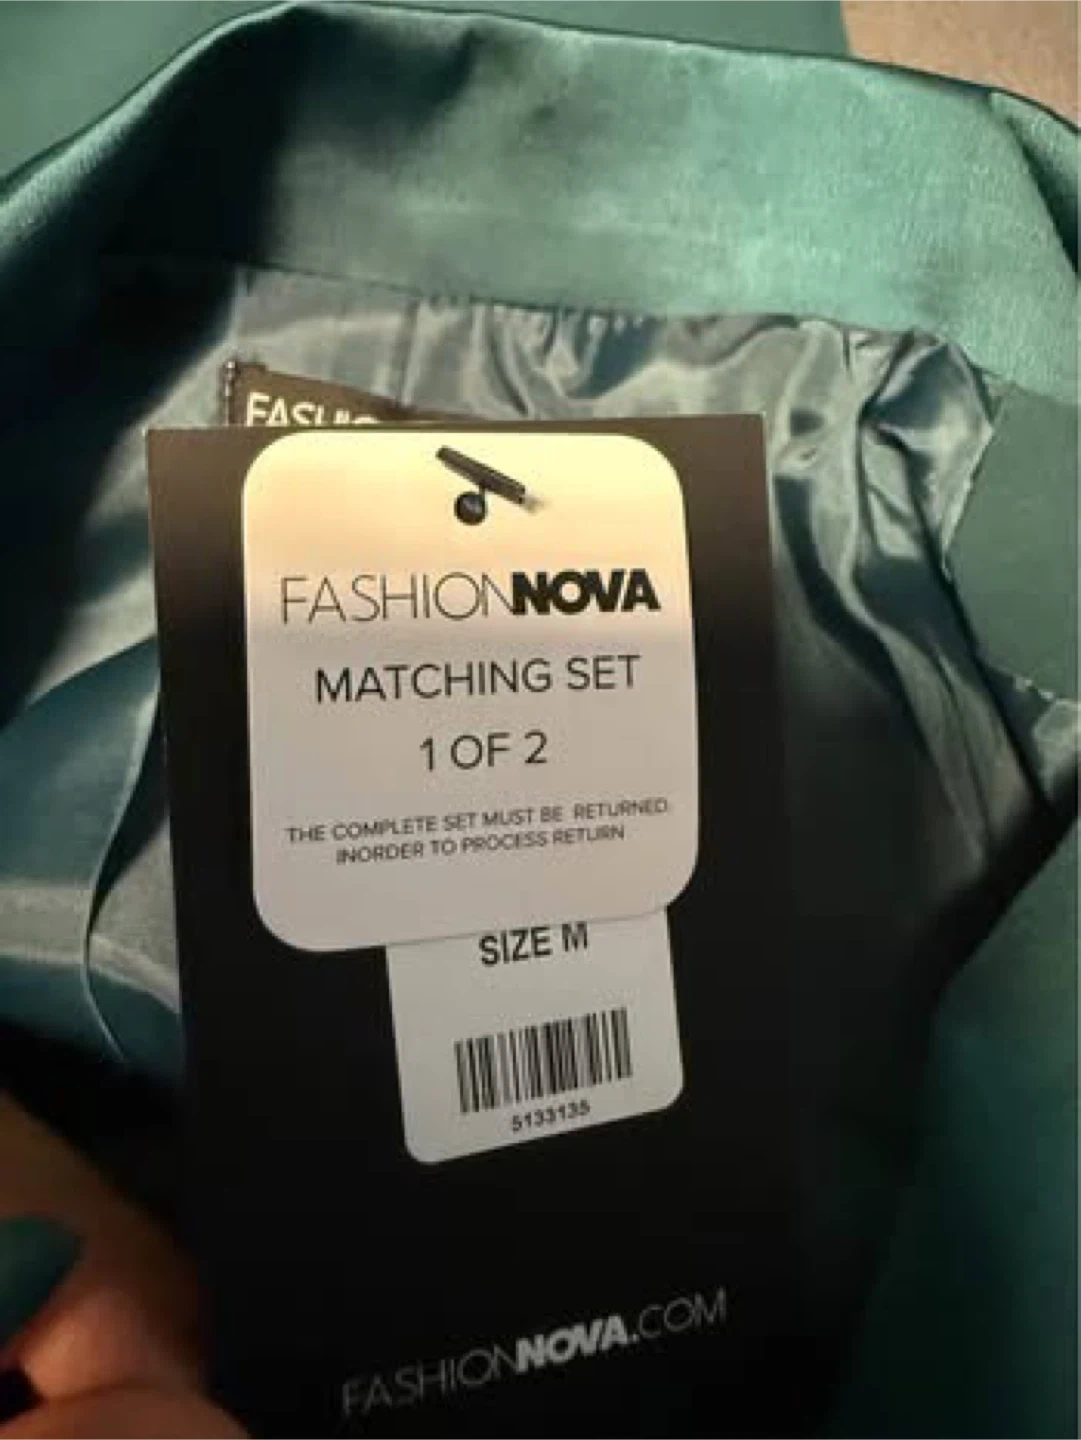 FASHIO
FASHIONNOVA
MATCHING SET
1 OF 2
THE COMPLETE SET MUST BE RETURNED
INORDER TO PROCESS RETURN
SIZE M
5133135
FASHIONNOVA.COM